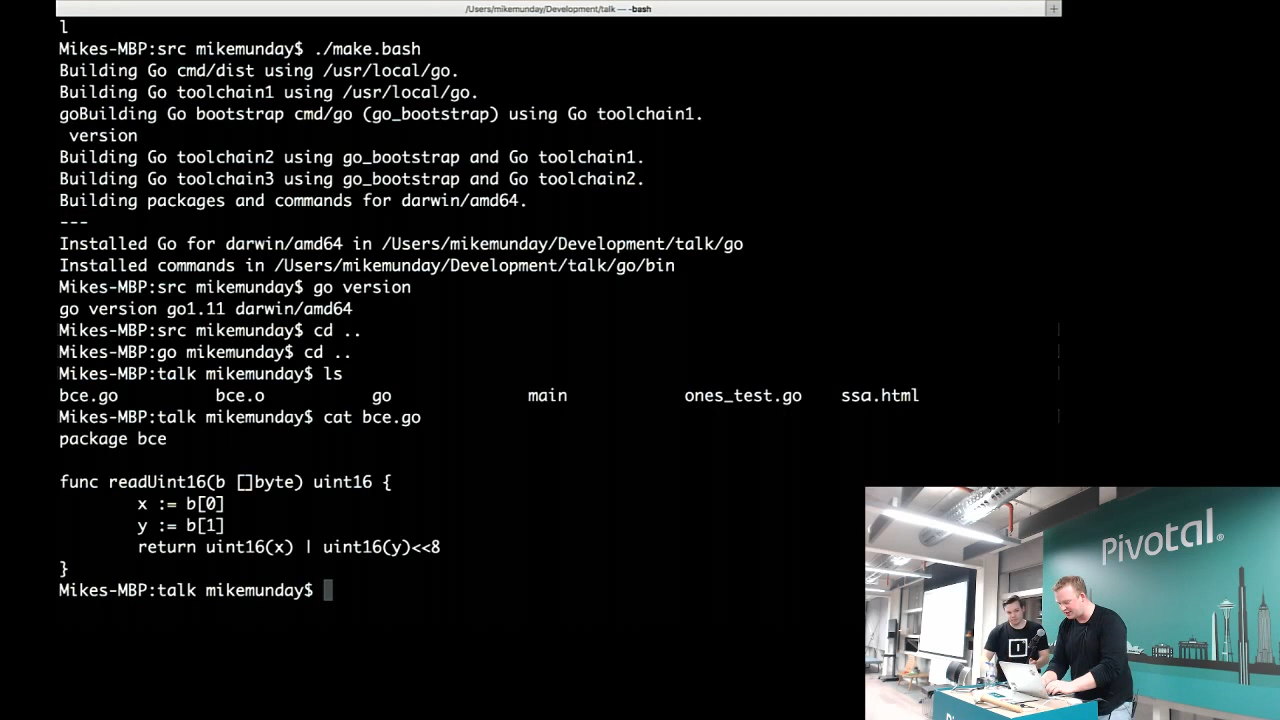 /Users/mikemunday/Development/talk — -bash
+
l
Mikes-MBP:src mikemunday$ ./make.bash
Building Go cmd/dist using /usr/local/go.
Building Go toolchain1 using /usr/local/go.
goBuilding Go bootstrap cmd/go (go_bootstrap) using Go toolchain1.
 version
Building Go toolchain2 using go_bootstrap and Go toolchain1.
Building Go toolchain3 using go_bootstrap and Go toolchain2.
Building packages and commands for darwin/amd64.
---
Installed Go for darwin/amd64 in /Users/mikemunday/Development/talk/go
Installed commands in /Users/mikemunday/Development/talk/go/bin
Mikes-MBP:src mikemunday$ go version
go version go1.11 darwin/amd64
Mikes-MBP:src mikemunday$ cd ..
Mikes-MBP:go mikemunday$ cd ..
Mikes-MBP:talk mikemunday$ ls
bce.go bce.o go main ones_test.go ssa.html
Mikes-MBP:talk mikemunday$ cat bce.go
package bce
func readUint16(b []byte) uint16 {
x := b[0]
y := b[1]
return uint16(x) | uint16(y)<<8
}
Mikes-MBP:talk mikemunday$
Pivotal.